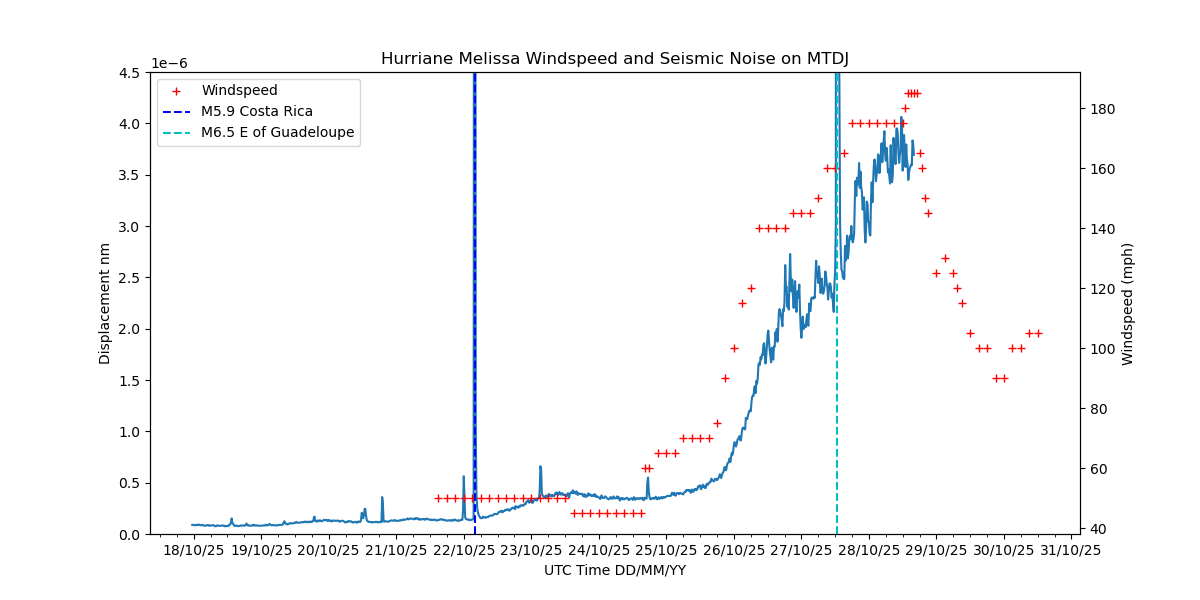 Hurriane Melissa Windspeed and Seismic Noise on MTDJ
1e−6
4.5
4.0
3.5
3.0
2.5
2.0
1.5
1.0
0.5
0.0
Displacement nm
Windspeed
M5.9 Costa Rica
M6.5 E of Guadeloupe
180
160
140
120
100
80
60
40
Windspeed (mph)
18/10/25 19/10/25 20/10/25 21/10/25 22/10/25 23/10/25 24/10/25 25/10/25 26/10/25 27/10/25 28/10/25 29/10/25 30/10/25 31/10/25
UTC Time DD/MM/YY